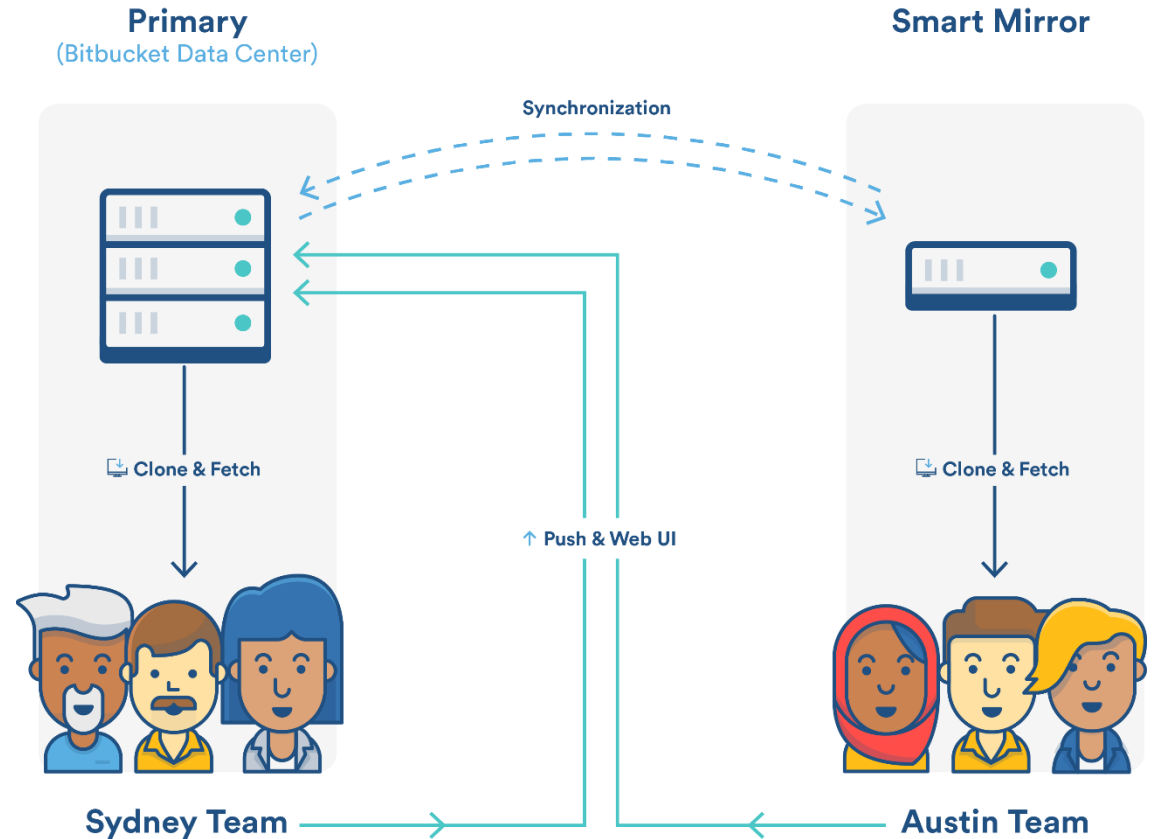 Primary
(Bitbucket Data Center)
Smart Mirror
Synchronization
Clone & Fetch
Clone & Fetch
Push & Web UI
Sydney Team
Austin Team